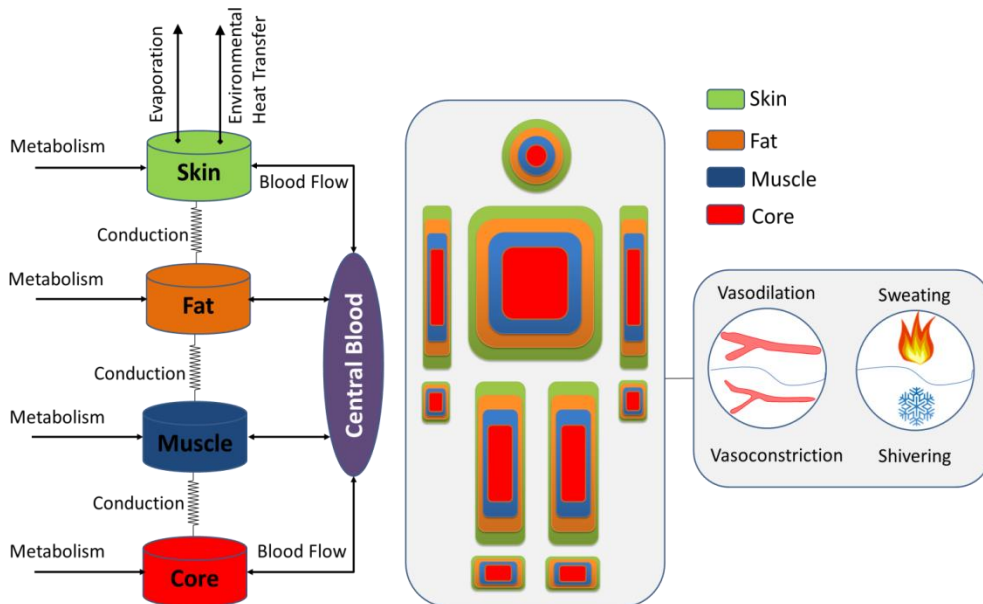 Evaporation
Environmental
Heat Transfer
Metabolism
Skin
Blood Flow
Conduction
Metabolism
Fat
Conduction
Metabolism
Muscle
Conduction
Metabolism
Core
Blood Flow
Central Blood
Skin
Fat
Muscle
Core
Vasodilation
Sweating
Vasoconstriction
Shivering